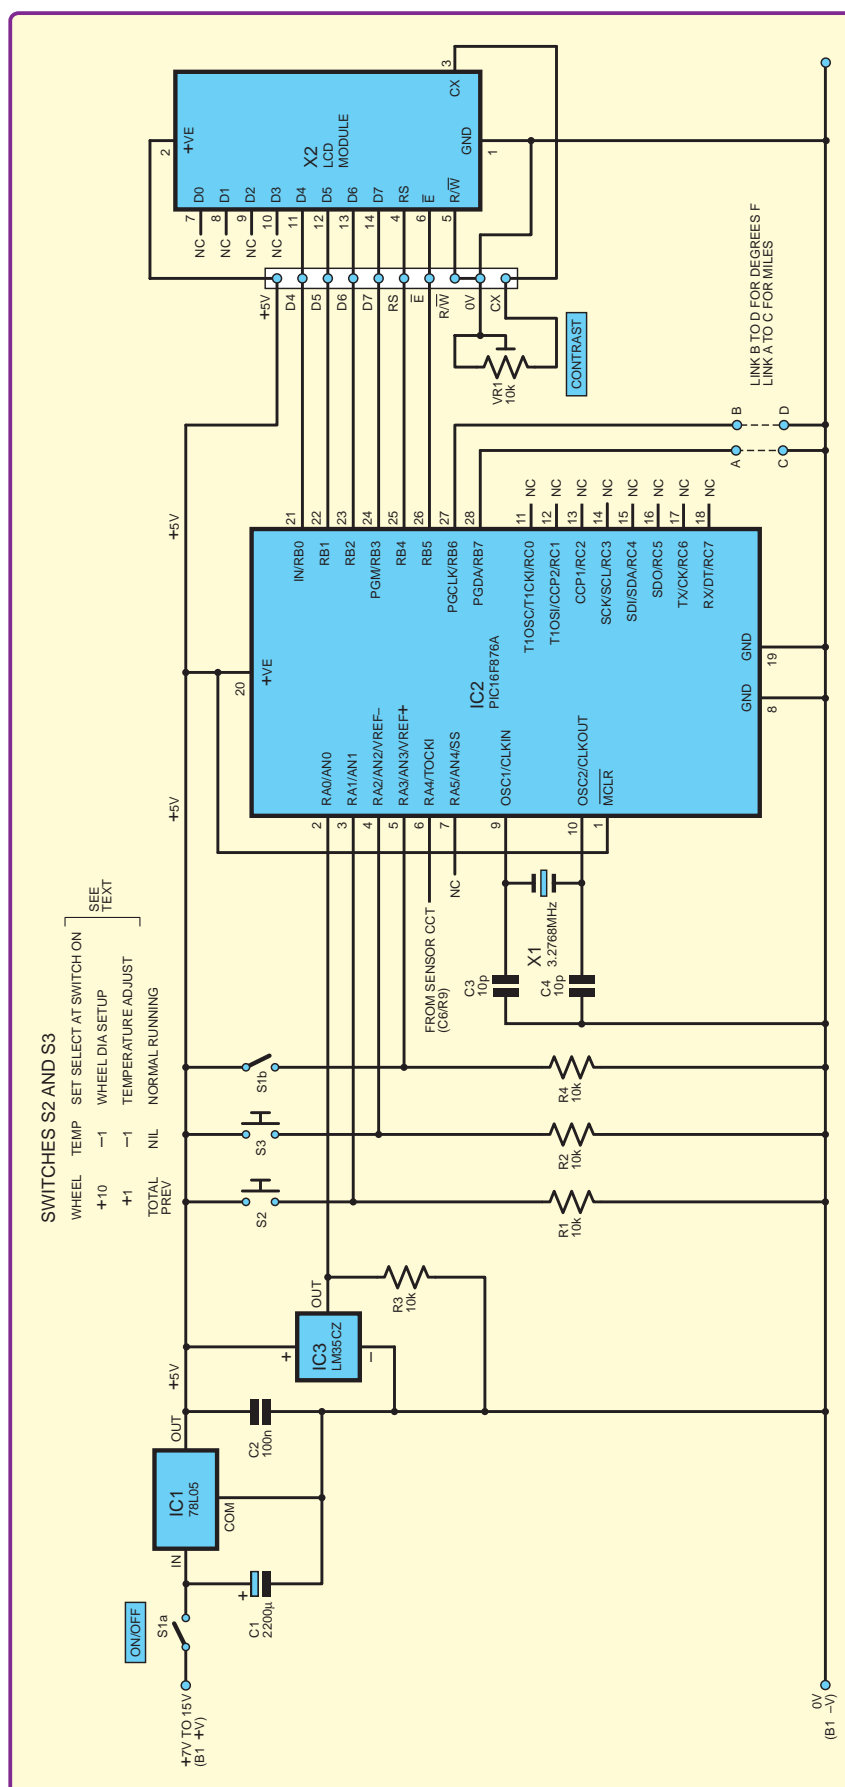 SWITCHES S2 AND S3
WHEEL TEMP SET SELECT AT SWITCH ON
+10 –1 WHEEL DIA SETUP
+1 –1 TEMPERATURE ADJUST
TOTAL PREV NIL NORMAL RUNNING
SEE
TEXT
ON/OFF
S1a
+7V TO 15V
(B1 +V)
IN
IC1
78L05
OUT
COM
+
C1
2200µ
C2
100n
+5V
+
IC3
LM35CZ
–
OUT
R3
10k
S2
S3
S1b
R1
10k
R2
10k
R4
10k
FROM SENSOR CCT
(C6/R9)
NC
C3
10p
C4
10p
X1
3.2768MHz
+5V
+5V
20
+VE
2 RA0/AN0
3 RA1/AN1
4 RA2/AN2/VREF–
5 RA3/AN3/VREF+
6 RA4/TOCKI
7 RA5/AN4/SS
9 OSC1/CLKIN
10 OSC2/CLKOUT
1 MCLR
IC2
PIC16F876A
IN/RB0 21
RB1 22
RB2 23
PGM/RB3 24
RB4 25
RB5 26
PGCLK/RB6 27
PGDA/RB7 28
T1OSC/T1CKI/RC0 11 NC
T1OSI/CCP2/RC1 12 NC
CCP1/RC2 13 NC
SCK/SCL/RC3 14 NC
SDI/SDA/RC4 15 NC
SDO/RC5 16 NC
TX/CK/RC6 17 NC
RX/DT/RC7 18 NC
GND
8
GND
19
+5V
D4
D5
D6
D7
RS
E
R/W
0V
CX
VR1
10k
CONTRAST
NC 7 D0
NC 8 D1
NC 9 D2
NC 10 D3
11 D4
12 D5
13 D6
14 D7
4 RS
6 E
5 R/W
2
+VE
X2
LCD
MODULE
CX
3
GND
1
A
B
C
D
LINK B TO D FOR DEGREES F
LINK A TO C FOR MILES
0V
(B1 –V)